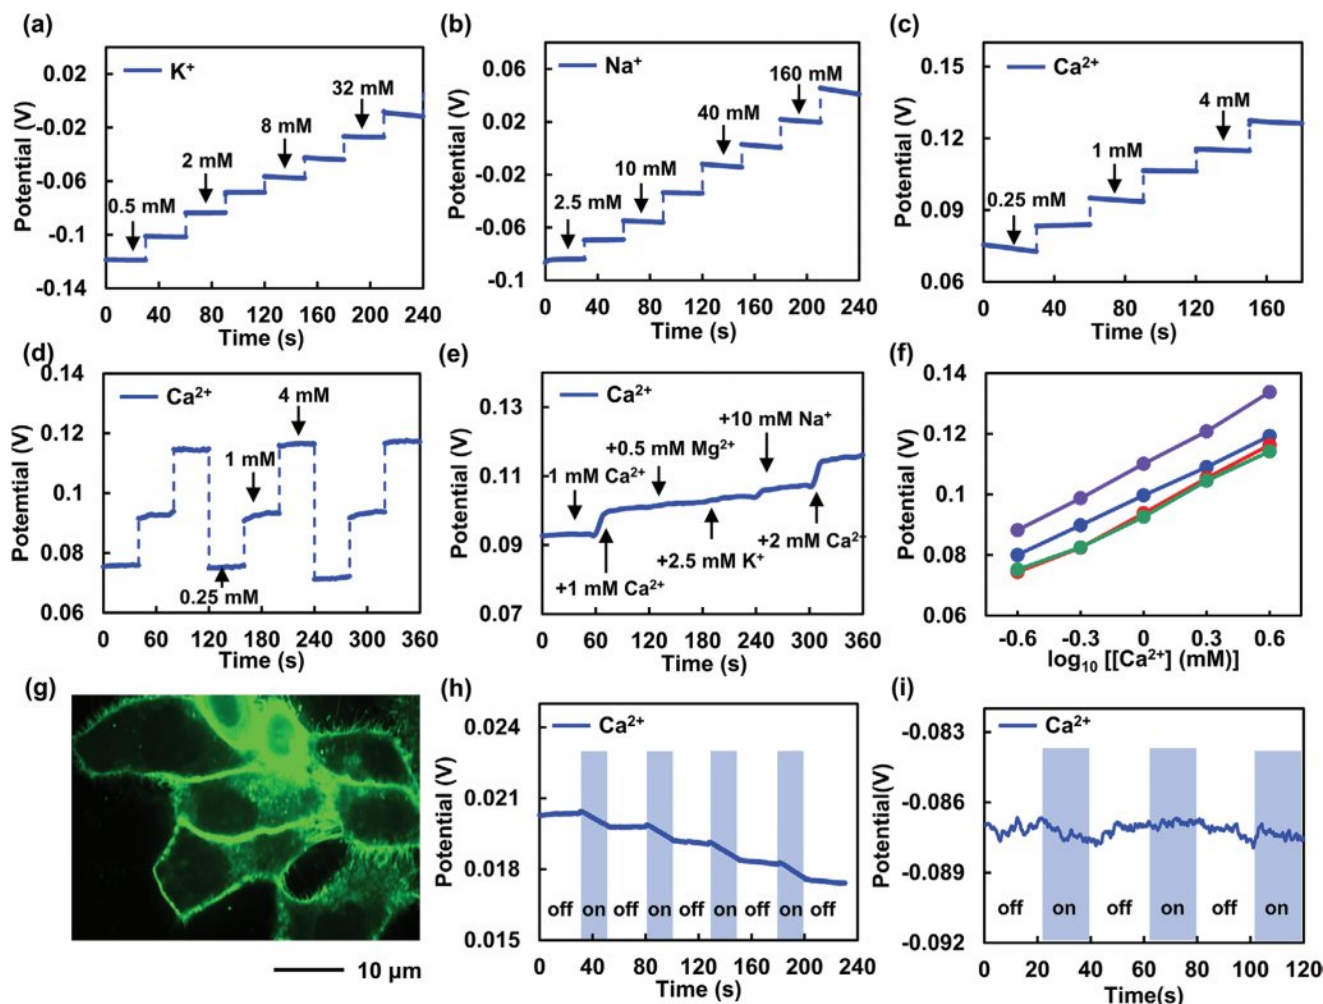 (a)
K⁺
0.5 mM
2 mM
8 mM
32 mM
0.02
-0.02
-0.06
-0.1
-0.14
Potential (V)
0 40 80 120 160 200 240
Time (s)
(b)
Na⁺
2.5 mM
10 mM
40 mM
160 mM
0.06
0.02
-0.02
-0.06
-0.1
Potential (V)
0 40 80 120 160 200 240
Time (s)
(c)
Ca²⁺
0.25 mM
1 mM
4 mM
0.15
0.12
0.09
0.06
Potential (V)
0 40 80 120 160
Time (s)
(d)
Ca²⁺
4 mM
1 mM
0.25 mM
0.14
0.12
0.1
0.08
0.06
Potential (V)
0 60 120 180 240 300 360
Time (s)
(e)
Ca²⁺
+10 mM Na⁺
+0.5 mM Mg²⁺
1 mM Ca²⁺
+2 mM Ca²⁺
+2.5 mM K⁺
+1 mM Ca²⁺
0.13
0.11
0.09
0.07
Potential (V)
0 60 120 180 240 300 360
Time (s)
(f)
0.14
0.12
0.1
0.08
0.06
Potential (V)
-0.6 -0.3 0 0.3 0.6
log₁₀ [[Ca²⁺] (mM)]
(g)
10 μm
(h)
Ca²⁺
0.024
0.021
0.018
0.015
Potential (V)
off on off on off on off on off
0 50 100 150 200 230
Time (s)
(i)
Ca²⁺
-0.083
-0.086
-0.089
-0.092
Potential(V)
off on off on off on
0 20 40 60 80 100 120
Time(s)